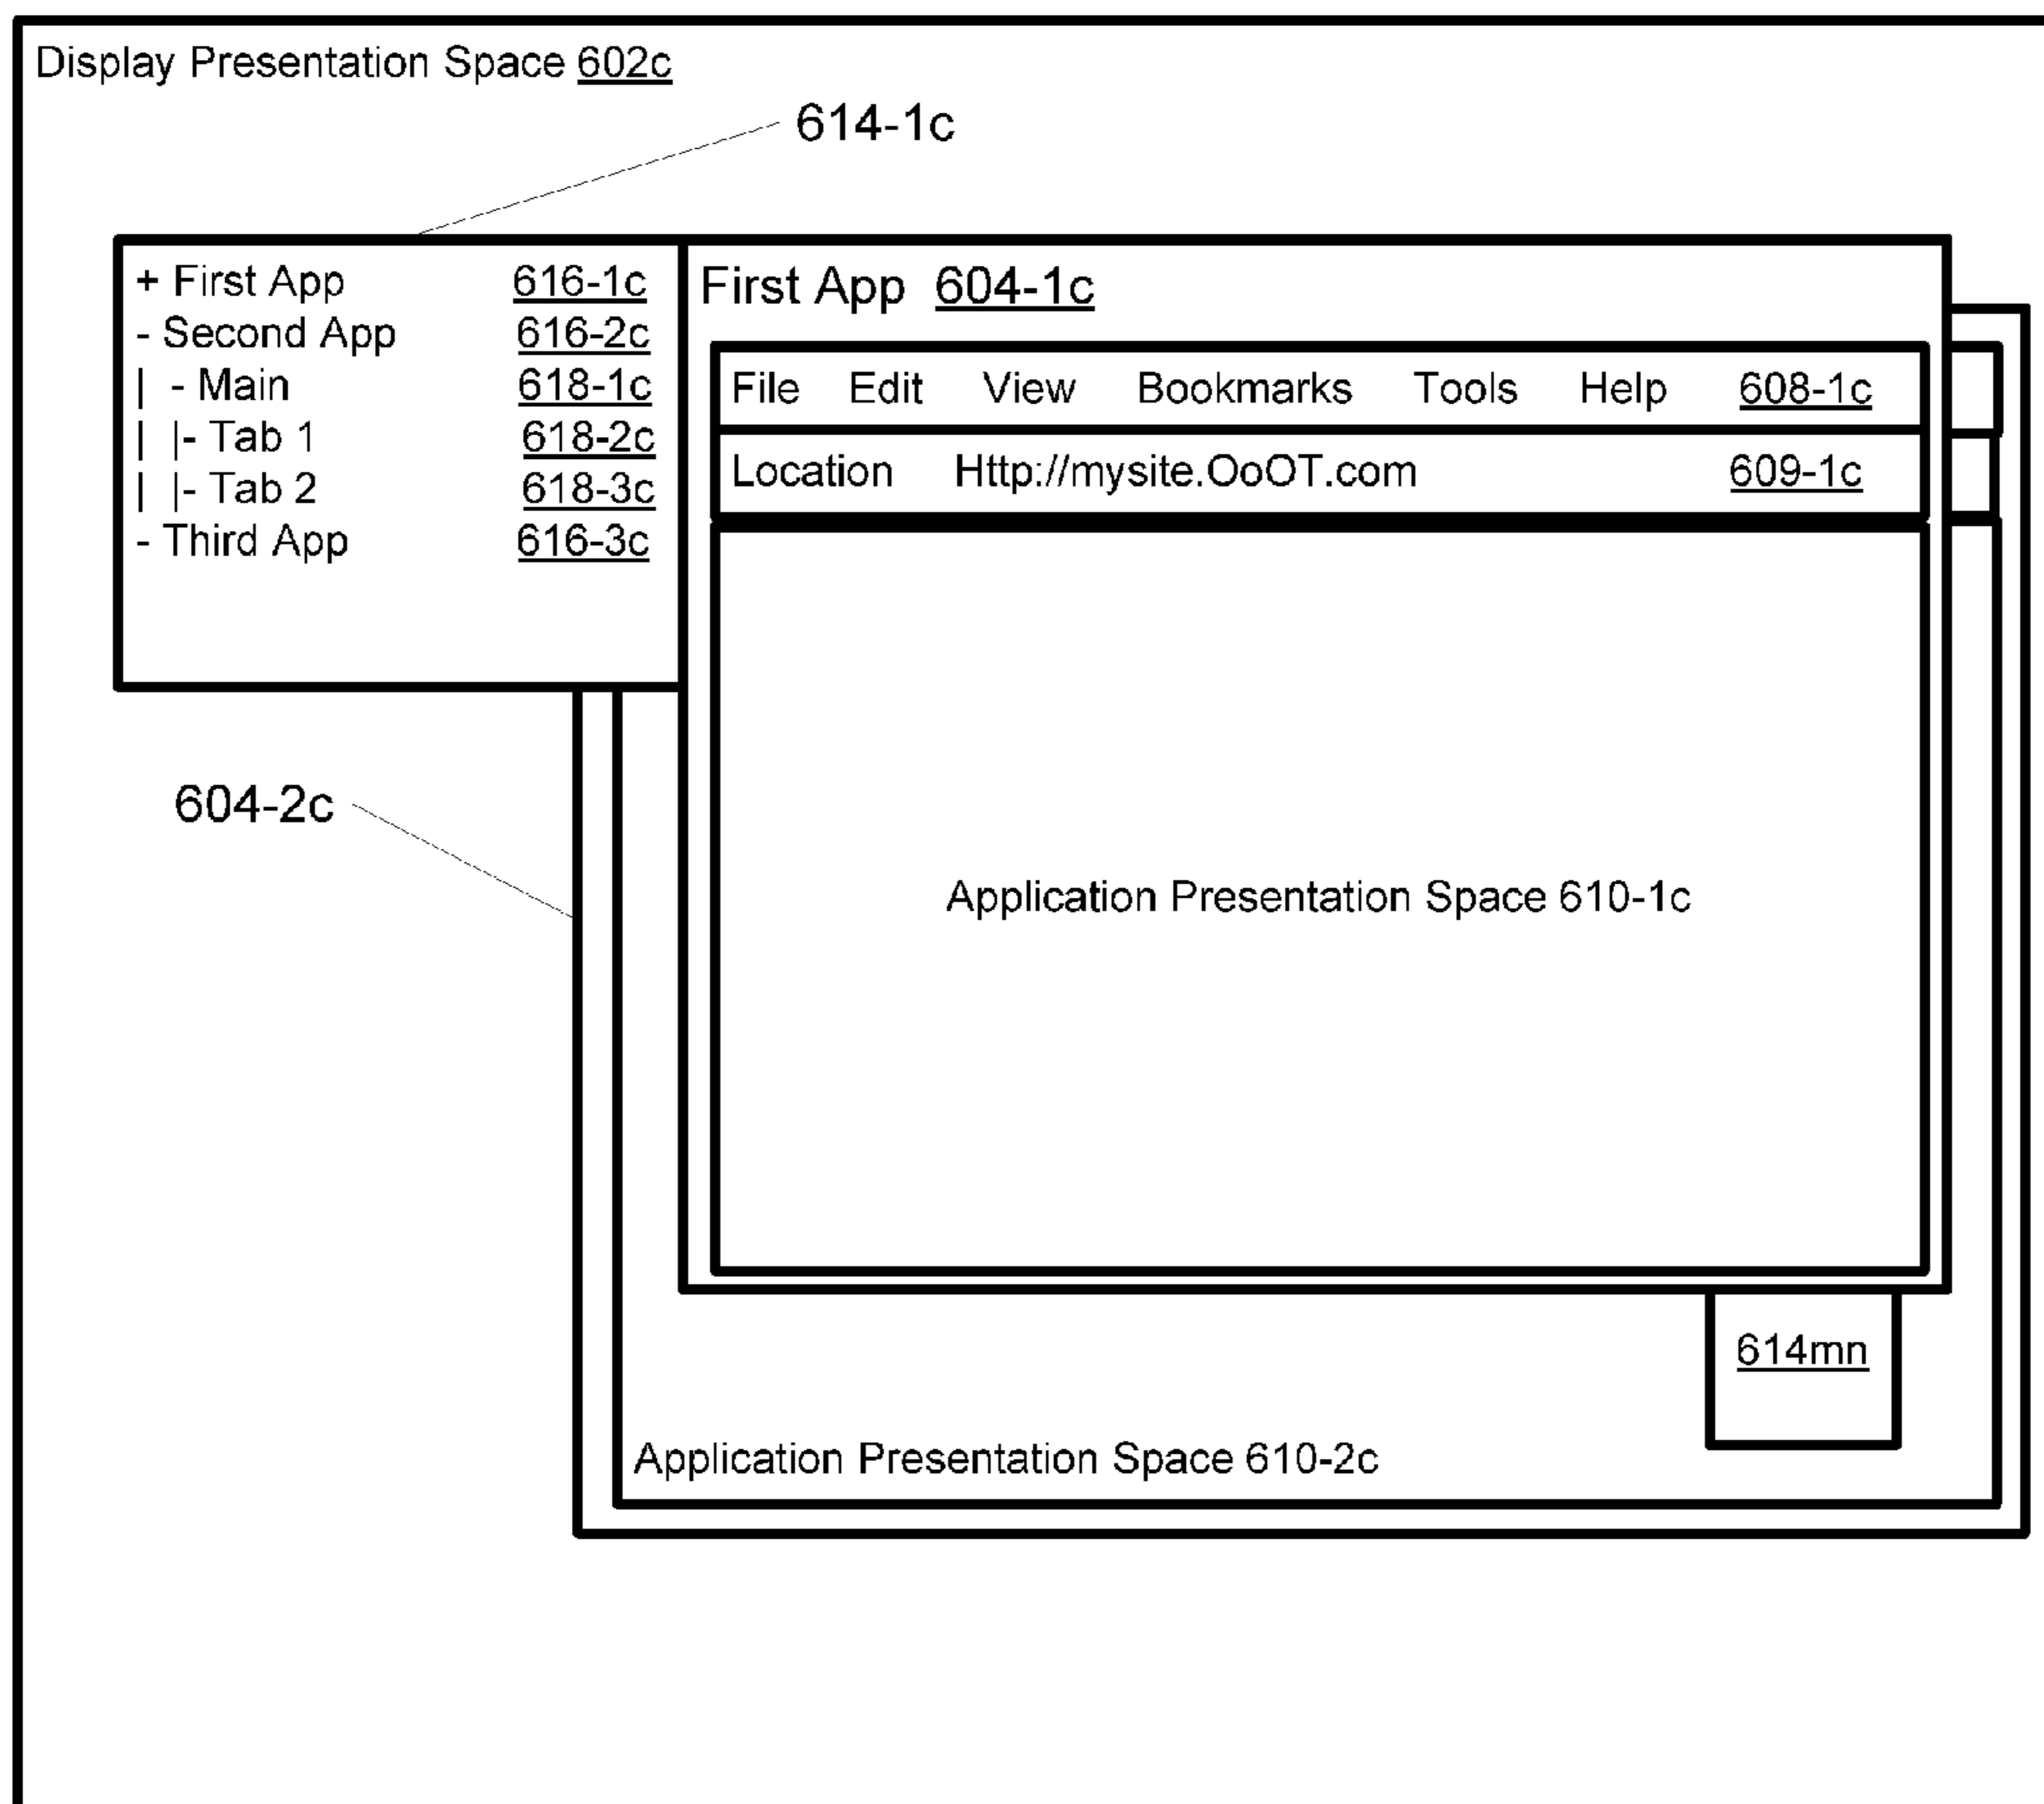 Display Presentation Space 602c
614-1c
+ First App 616-1c
- Second App 616-2c
| - Main 618-1c
| |- Tab 1 618-2c
| |- Tab 2 618-3c
- Third App 616-3c
First App 604-1c
File Edit View Bookmarks Tools Help 608-1c
Location Http://mysite.OoOT.com 609-1c
604-2c
Application Presentation Space 610-1c
614mn
Application Presentation Space 610-2c